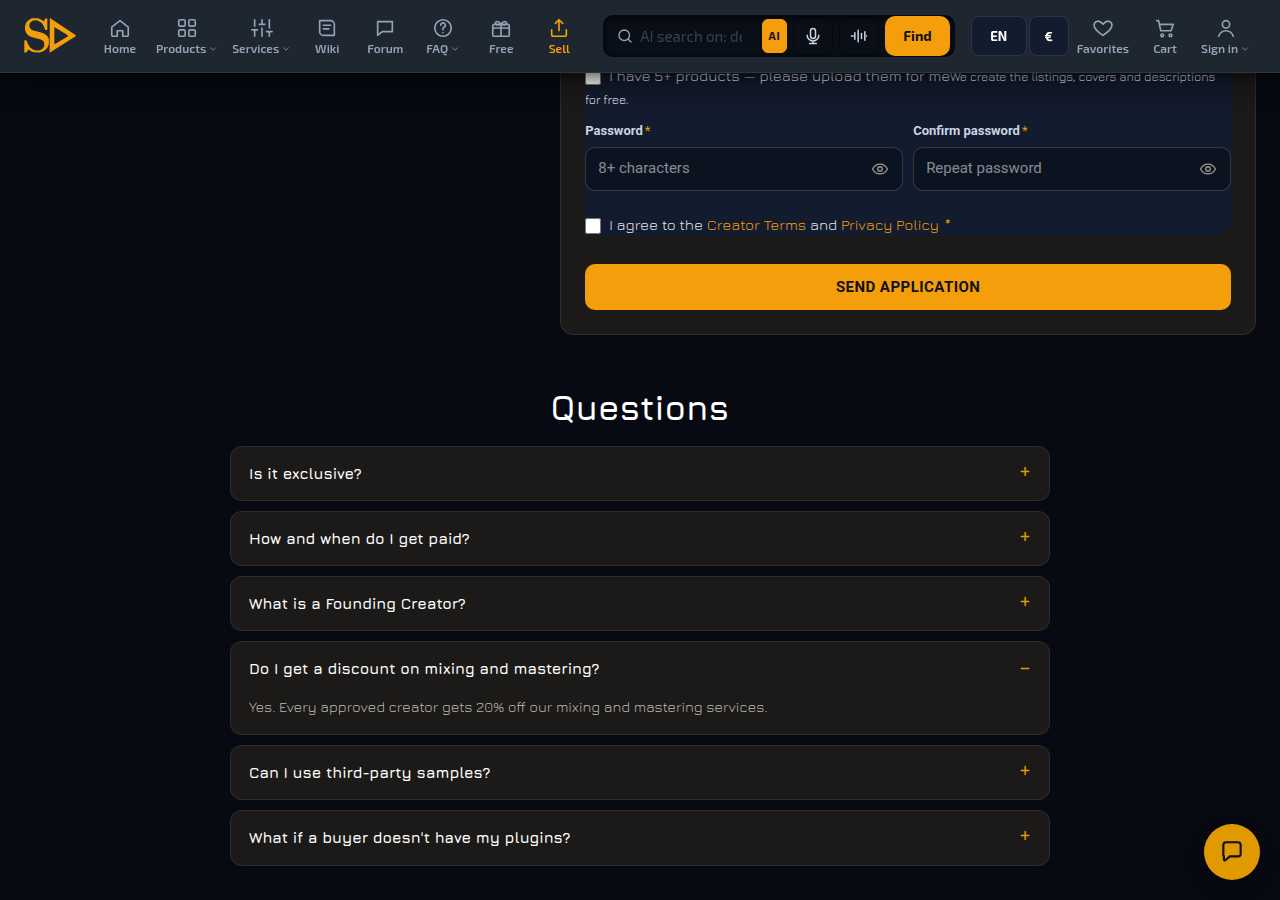 SD
Home
Products
Services
Wiki
Forum
FAQ
Free
Sell
AI search on: de
AI
Find
EN
€
Favorites
Cart
Sign in
I have 5+ products — please upload them for meWe create the listings, covers and descriptions
for free.
Password *
Confirm password *
8+ characters
Repeat password
I agree to the Creator Terms and Privacy Policy *
SEND APPLICATION
Questions
Is it exclusive?
+
How and when do I get paid?
+
What is a Founding Creator?
+
Do I get a discount on mixing and mastering?
−
Yes. Every approved creator gets 20% off our mixing and mastering services.
Can I use third-party samples?
+
What if a buyer doesn't have my plugins?
+